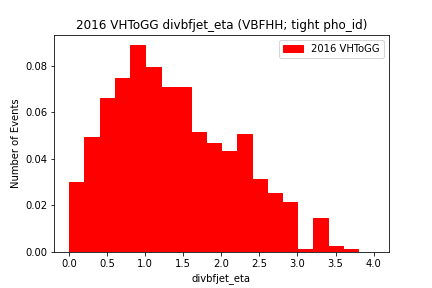 2016 VHToGG divbfjet_eta (VBFHH; tight pho_id)
2016 VHToGG
Number of Events
0.08
0.06
0.04
0.02
0.00
0.0 0.5 1.0 1.5 2.0 2.5 3.0 3.5 4.0
divbfjet_eta